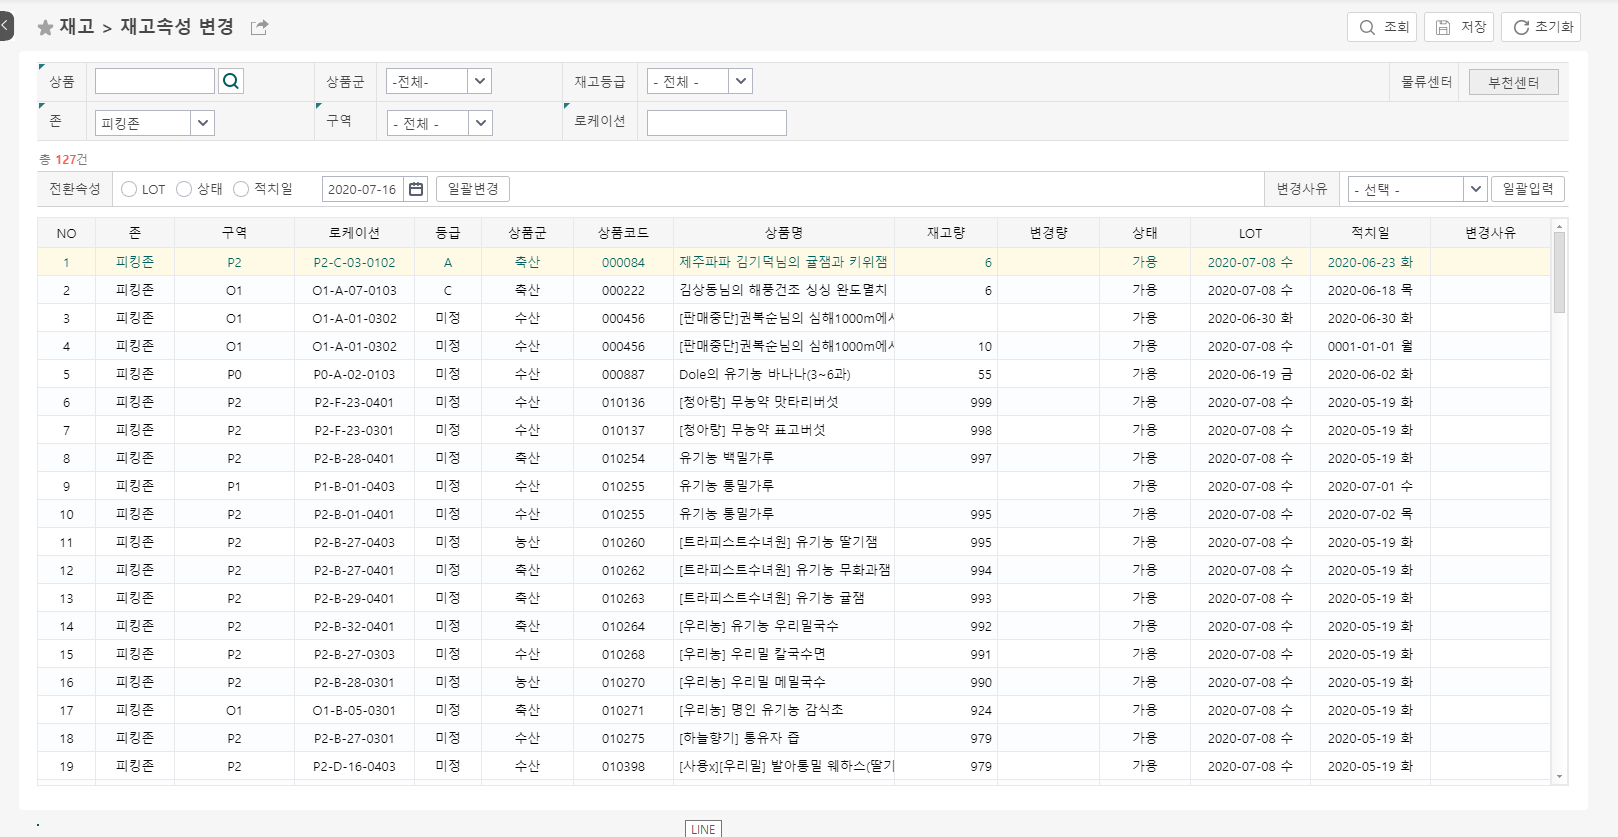 재고 > 재고속성 변경 조회 저장 초기화
상품 상품군 -전체- 재고등급 - 전체 - 물류센터 부천센터
존 피킹존 구역 - 전체 - 로케이션
총 127건
전환속성 LOT 상태 적치일 2020-07-16 일괄변경 변경사유 - 선택 - 일괄입력
NO 존 구역 로케이션 등급 상품군 상품코드 상품명 재고량 변경량 상태 LOT 적치일 변경사유
1 피킹존 P2 P2-C-03-0102 A 축산 000084 제주파파 김기덕님의 귤잼과 키위잼 6 가용 2020-07-08 수 2020-06-23 화
2 피킹존 O1 O1-A-07-0103 C 축산 000222 김상동님의 해풍건조 싱싱 완도멸치 6 가용 2020-07-08 수 2020-06-18 목
3 피킹존 O1 O1-A-01-0302 미정 수산 000456 [판매중단]권복순님의 심해1000m에서 가용 2020-06-30 화 2020-06-30 화
4 피킹존 O1 O1-A-01-0302 미정 수산 000456 [판매중단]권복순님의 심해1000m에서 10 가용 2020-07-08 수 0001-01-01 월
5 피킹존 P0 P0-A-02-0103 미정 수산 000887 Dole의 유기농 바나나(3~6과) 55 가용 2020-06-19 금 2020-06-02 화
6 피킹존 P2 P2-F-23-0401 미정 수산 010136 [청아랑] 무농약 맛타리버섯 999 가용 2020-07-08 수 2020-05-19 화
7 피킹존 P2 P2-F-23-0301 미정 수산 010137 [청아랑] 무농약 표고버섯 998 가용 2020-07-08 수 2020-05-19 화
8 피킹존 P2 P2-B-28-0401 미정 축산 010254 유기농 백밀가루 997 가용 2020-07-08 수 2020-05-19 화
9 피킹존 P1 P1-B-01-0403 미정 수산 010255 유기농 통밀가루 가용 2020-07-08 수 2020-07-01 수
10 피킹존 P2 P2-B-01-0401 미정 수산 010255 유기농 통밀가루 995 가용 2020-07-08 수 2020-07-02 목
11 피킹존 P2 P2-B-27-0403 미정 농산 010260 [트라피스트수녀원] 유기농 딸기잼 995 가용 2020-07-08 수 2020-05-19 화
12 피킹존 P2 P2-B-27-0401 미정 축산 010262 [트라피스트수녀원] 유기농 무화과잼 994 가용 2020-07-08 수 2020-05-19 화
13 피킹존 P2 P2-B-29-0401 미정 축산 010263 [트라피스트수녀원] 유기농 귤잼 993 가용 2020-07-08 수 2020-05-19 화
14 피킹존 P2 P2-B-32-0401 미정 축산 010264 [우리농] 유기농 우리밀국수 992 가용 2020-07-08 수 2020-05-19 화
15 피킹존 P2 P2-B-27-0303 미정 수산 010268 [우리농] 우리밀 칼국수면 991 가용 2020-07-08 수 2020-05-19 화
16 피킹존 P2 P2-B-28-0301 미정 농산 010270 [우리농] 우리밀 메밀국수 990 가용 2020-07-08 수 2020-05-19 화
17 피킹존 O1 O1-B-05-0301 미정 축산 010271 [우리농] 명인 유기농 감식초 924 가용 2020-07-08 수 2020-05-19 화
18 피킹존 P2 P2-B-27-0301 미정 수산 010275 [하늘향기] 통유자 즙 979 가용 2020-07-08 수 2020-05-19 화
19 피킹존 P2 P2-D-16-0403 미정 수산 010398 [사용x][우리밀] 발아통밀 웨하스(딸기 979 가용 2020-07-08 수 2020-05-19 화
LINE